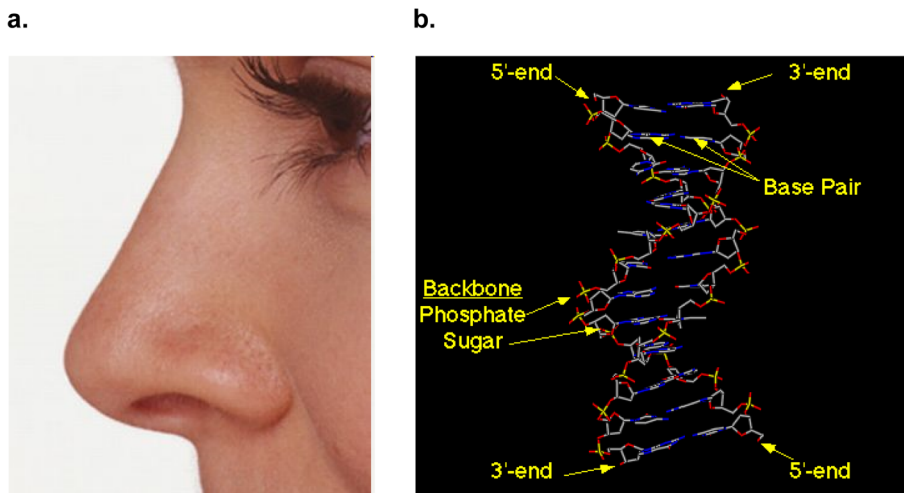 a.
b.
5'-end
3'-end
Base Pair
Backbone
Phosphate
Sugar
3'-end
5'-end